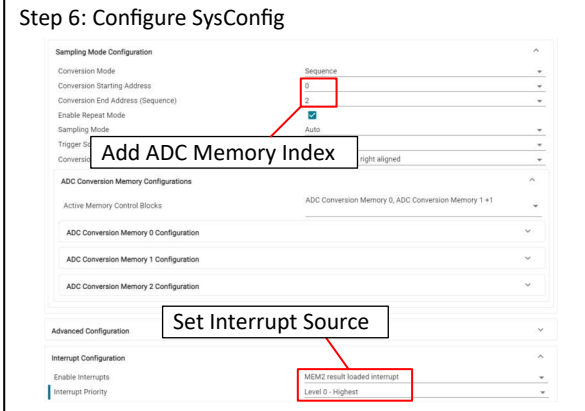 Step 6: Configure SysConfig
Sampling Mode Configuration
Conversion Mode Sequence
Conversion Starting Address 0
Conversion End Address (Sequence) 2
Enable Repeat Mode
Sampling Mode Auto
Trigger So
Add ADC Memory Index
Conversio right aligned
ADC Conversion Memory Configurations
Active Memory Control Blocks ADC Conversion Memory 0, ADC Conversion Memory 1 +1
ADC Conversion Memory 0 Configuration
ADC Conversion Memory 1 Configuration
ADC Conversion Memory 2 Configuration
Set Interrupt Source
Advanced Configuration
Interrupt Configuration
Enable Interrupts MEM2 result loaded interrupt
Interrupt Priority Level 0 - Highest